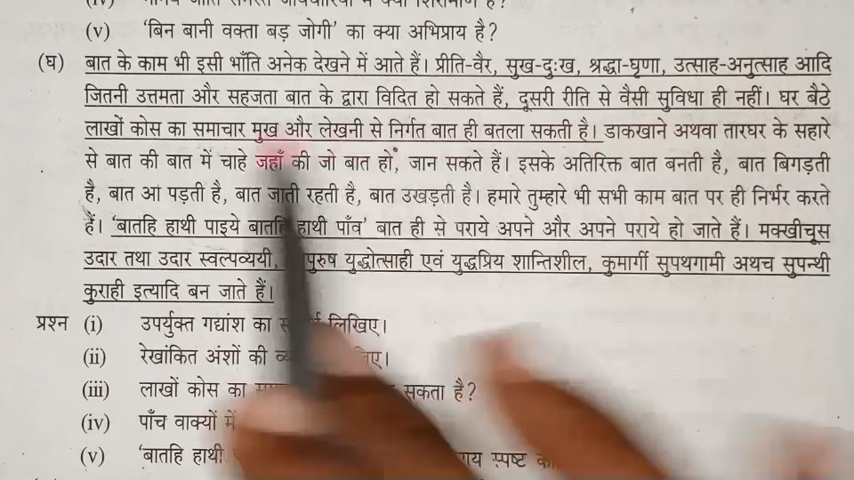 (v) 'बिन बानी वक्ता बड़ जोगी' का क्या अभिप्राय है?
(घ) बात के काम भी इसी भाँति अनेक देखने में आते हैं। प्रीति-वैर, सुख-दुःख, श्रद्धा-घृणा, उत्साह-अनुत्साह आदि
जितनी उत्तमता और सहजता बात के द्वारा विदित हो सकते हैं, दूसरी रीति से वैसी सुविधा ही नहीं। घर बैठे
लाखों कोस का समाचार मुख और लेखनी से निर्गत बात ही बतला सकती है। डाकखाने अथवा तारघर के सहारे
से बात की बात में चाहे जहाँ की जो बात हो, जान सकते हैं। इसके अतिरिक्त बात बनती है, बात बिगड़ती
है, बात आ पड़ती है, बात जाती रहती है, बात उखड़ती है। हमारे तुम्हारे भी सभी काम बात पर ही निर्भर करते
हैं। 'बातहि हाथी पाइये बातहि हाथी पाँव' बात ही से पराये अपने और अपने पराये हो जाते हैं। मक्खीचूस
उदार तथा उदार स्वल्पव्ययी, पुरुष युद्धोत्साही एवं युद्धप्रिय शान्तिशील, कुमार्गी सुपथगामी अथच सुपन्थी
कुराही इत्यादि बन जाते हैं।
प्रश्न (i) उपर्युक्त गद्यांश का लिखिए।
(ii) रेखांकित अंशों की
(iii) लाखों कोस का सकता है?
(iv) पाँच वाक्यों में
(v) 'बातहि हाथी स्पष्ट